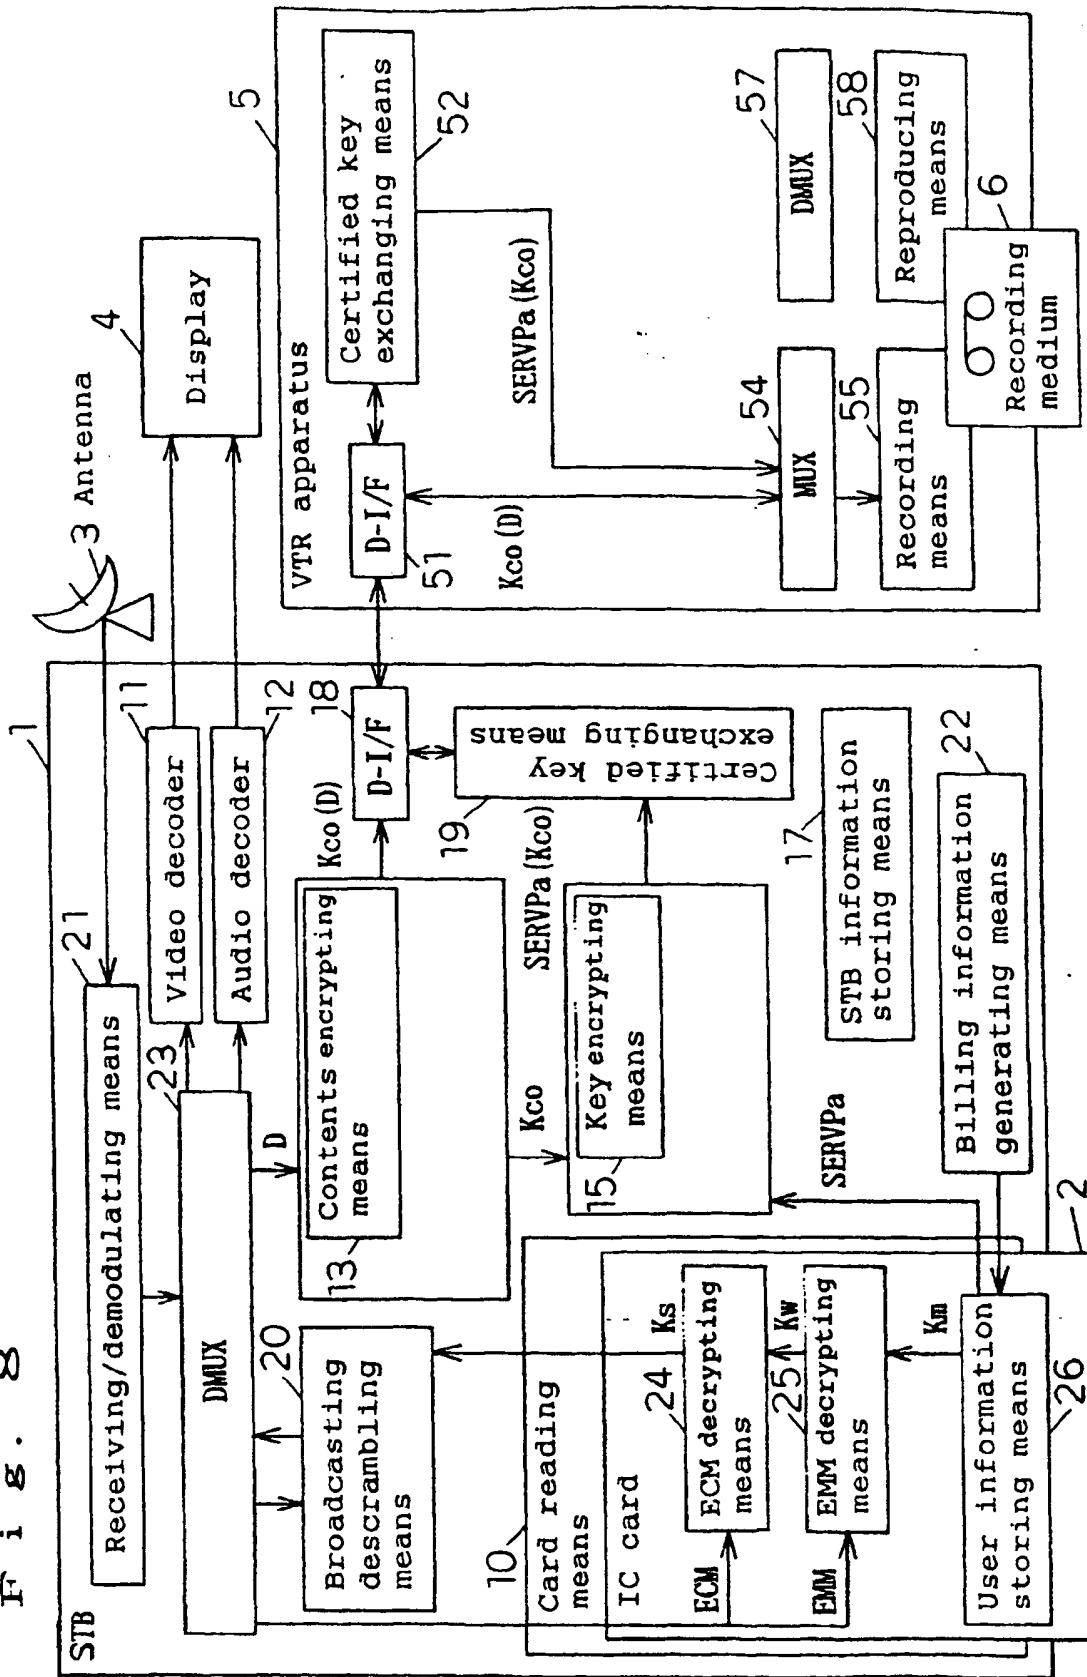 Fig. 8
STB
1
Receiving/demodulating means
21
3 Antenna
DMUX
23
Video decoder
11
Audio decoder
12
4
Display
D
20
Broadcasting
descrambling
means
Contents encrypting
means
13
Kco(D)
D-I/F
18
Kco
SERVPa(Kco)
19
Certified key
exchanging means
Key encrypting
means
15
17
STB information
storing means
SERVPa
Billing information
generating means
22
10
Card reading
means
IC card
ECM
Ks
24
ECM decrypting
means
Kw
25
EMM
EMM decrypting
means
Km
User information
storing means
26
2
5
VTR apparatus
D-I/F
51
Certified key
exchanging means
52
Kco(D)
SERVPa(Kco)
MUX
54
DMUX
57
Recording
means
55
Reproducing
means
58
Recording
medium
6